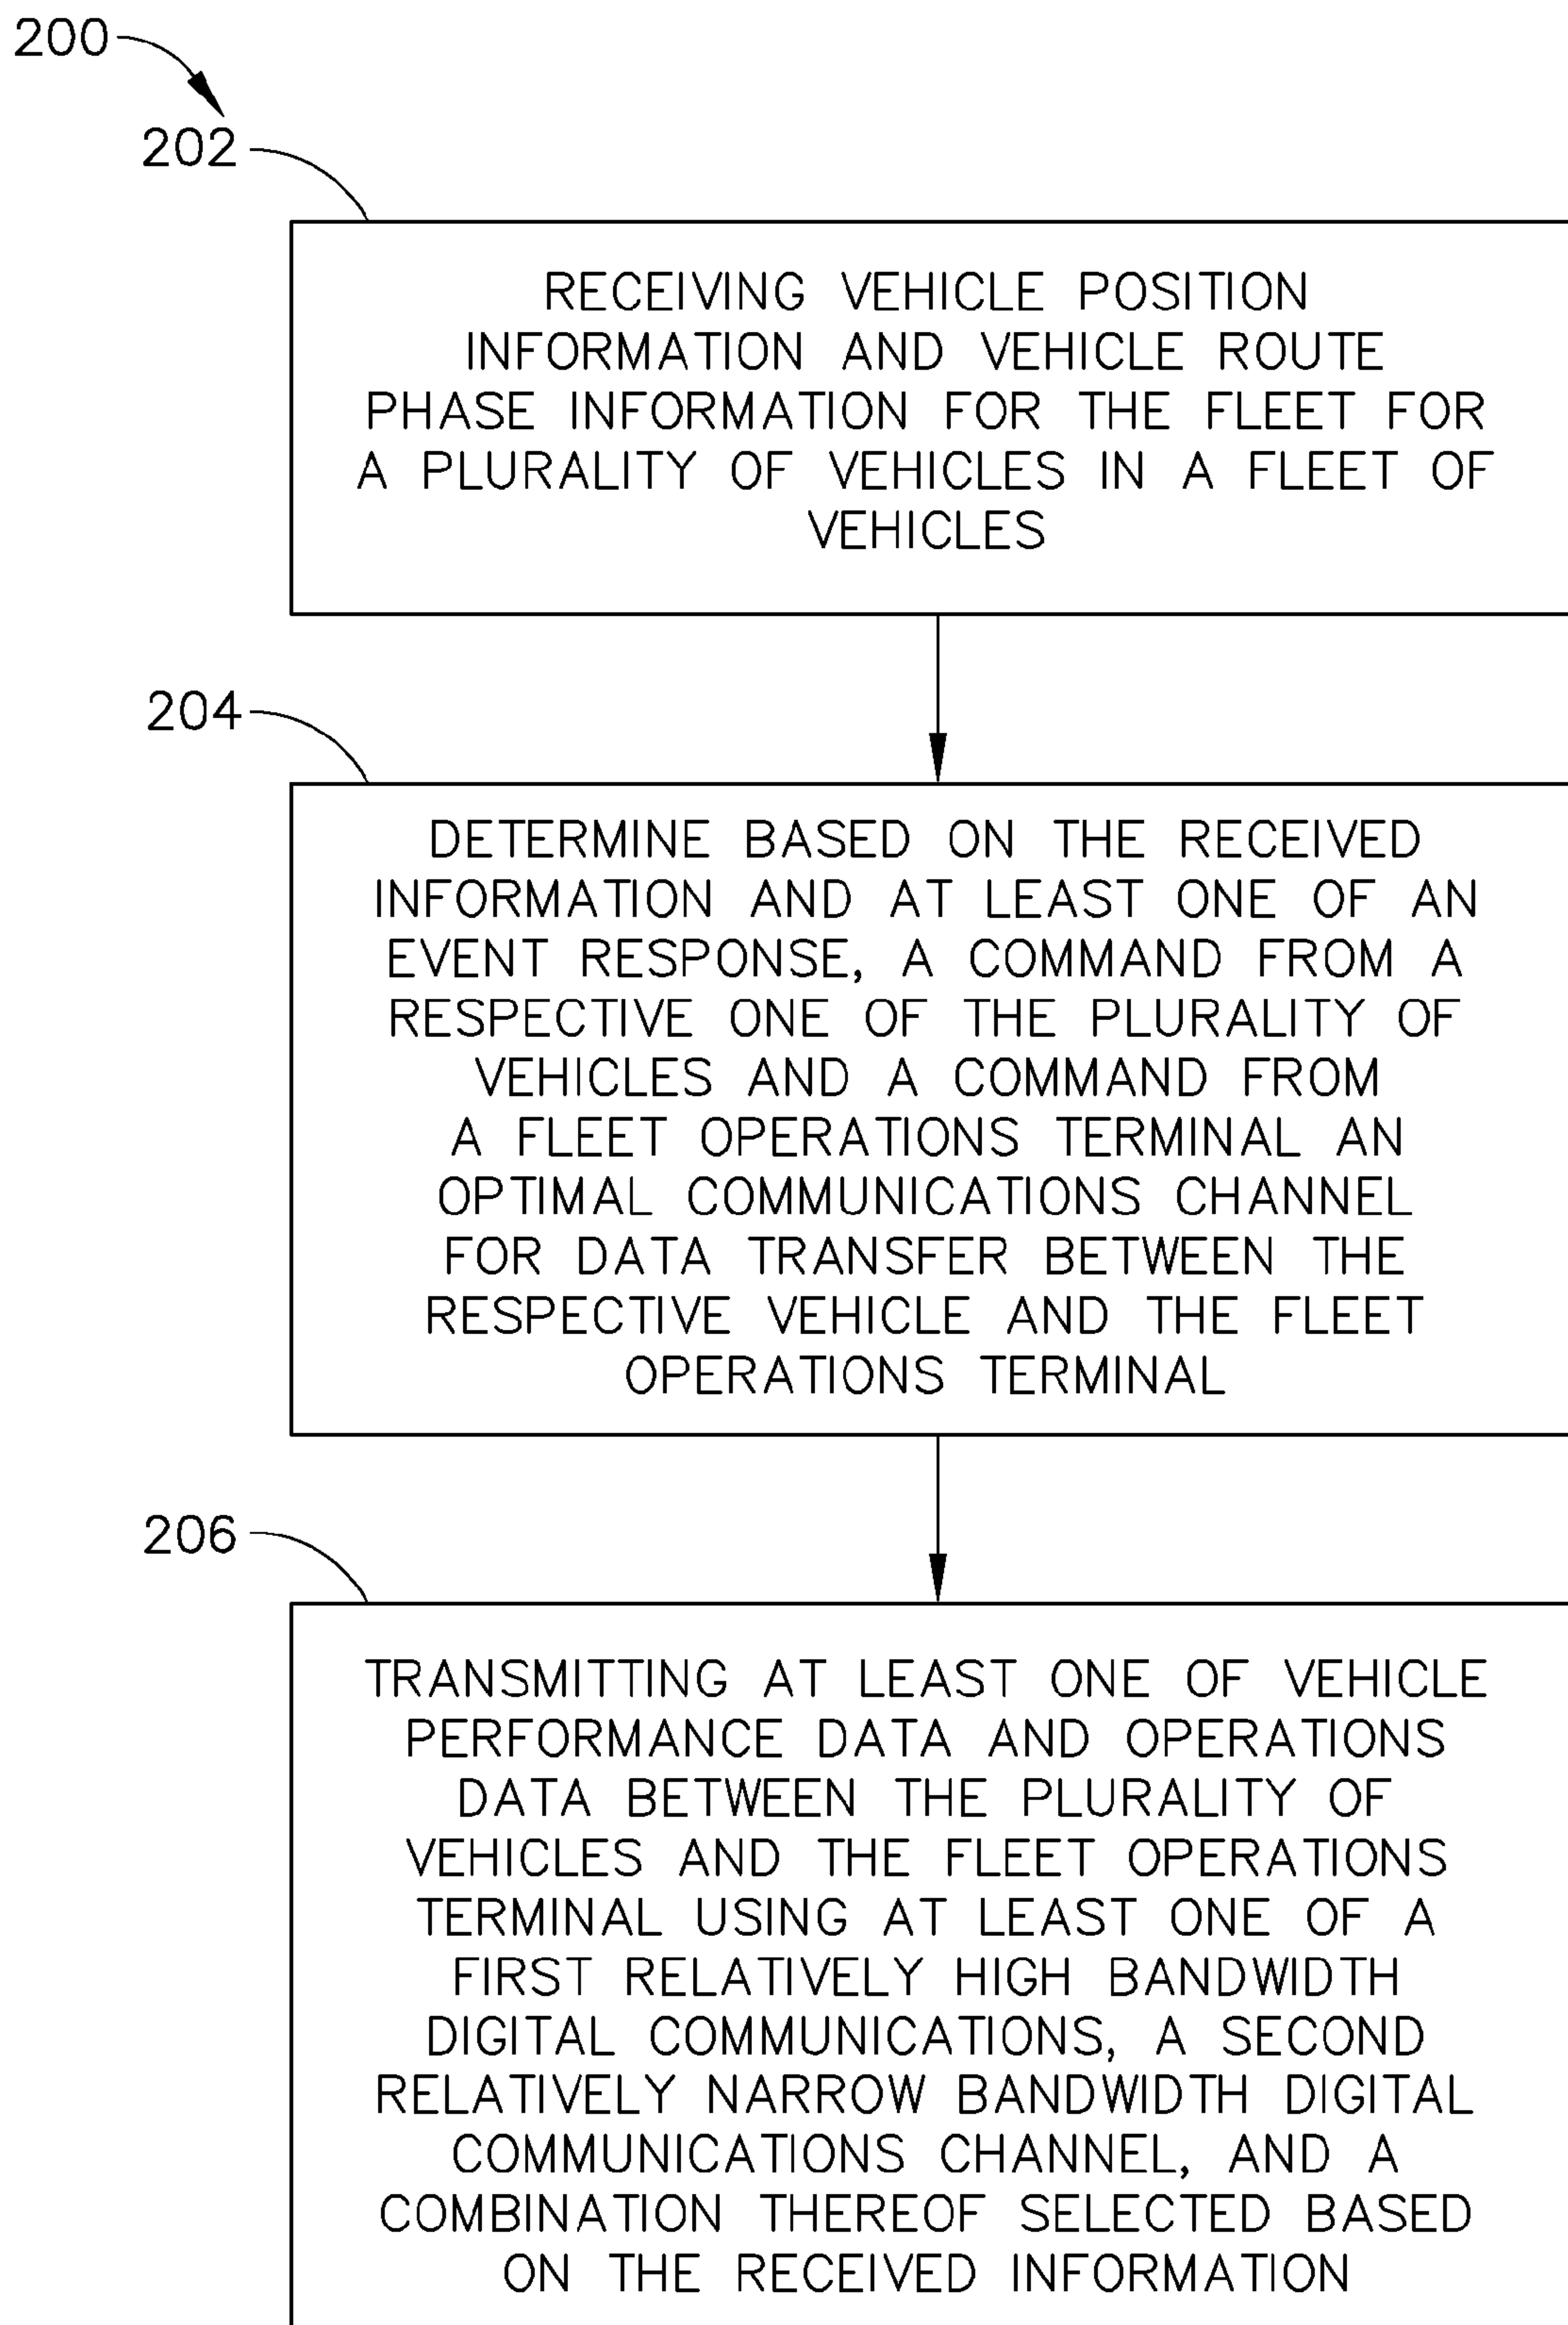 200
202
RECEIVING VEHICLE POSITION
INFORMATION AND VEHICLE ROUTE
PHASE INFORMATION FOR THE FLEET FOR
A PLURALITY OF VEHICLES IN A FLEET OF
VEHICLES
204
DETERMINE BASED ON THE RECEIVED
INFORMATION AND AT LEAST ONE OF AN
EVENT RESPONSE, A COMMAND FROM A
RESPECTIVE ONE OF THE PLURALITY OF
VEHICLES AND A COMMAND FROM
A FLEET OPERATIONS TERMINAL AN
OPTIMAL COMMUNICATIONS CHANNEL
FOR DATA TRANSFER BETWEEN THE
RESPECTIVE VEHICLE AND THE FLEET
OPERATIONS TERMINAL
206
TRANSMITTING AT LEAST ONE OF VEHICLE
PERFORMANCE DATA AND OPERATIONS
DATA BETWEEN THE PLURALITY OF
VEHICLES AND THE FLEET OPERATIONS
TERMINAL USING AT LEAST ONE OF A
FIRST RELATIVELY HIGH BANDWIDTH
DIGITAL COMMUNICATIONS, A SECOND
RELATIVELY NARROW BANDWIDTH DIGITAL
COMMUNICATIONS CHANNEL, AND A
COMBINATION THEREOF SELECTED BASED
ON THE RECEIVED INFORMATION